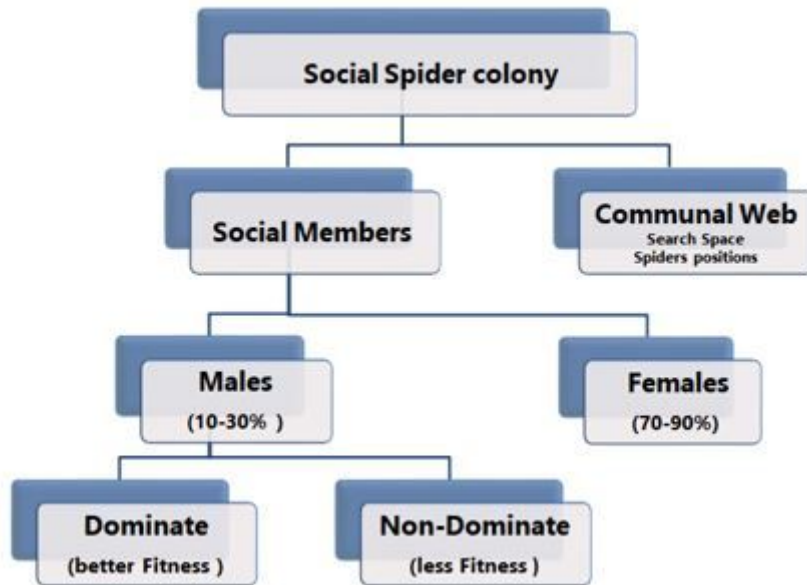 Social Spider colony
Social Members
Communal Web
Search Space
Spiders positions
Males
(10-30% )
Females
(70-90%)
Dominate
(better Fitness )
Non-Dominate
(less Fitness )